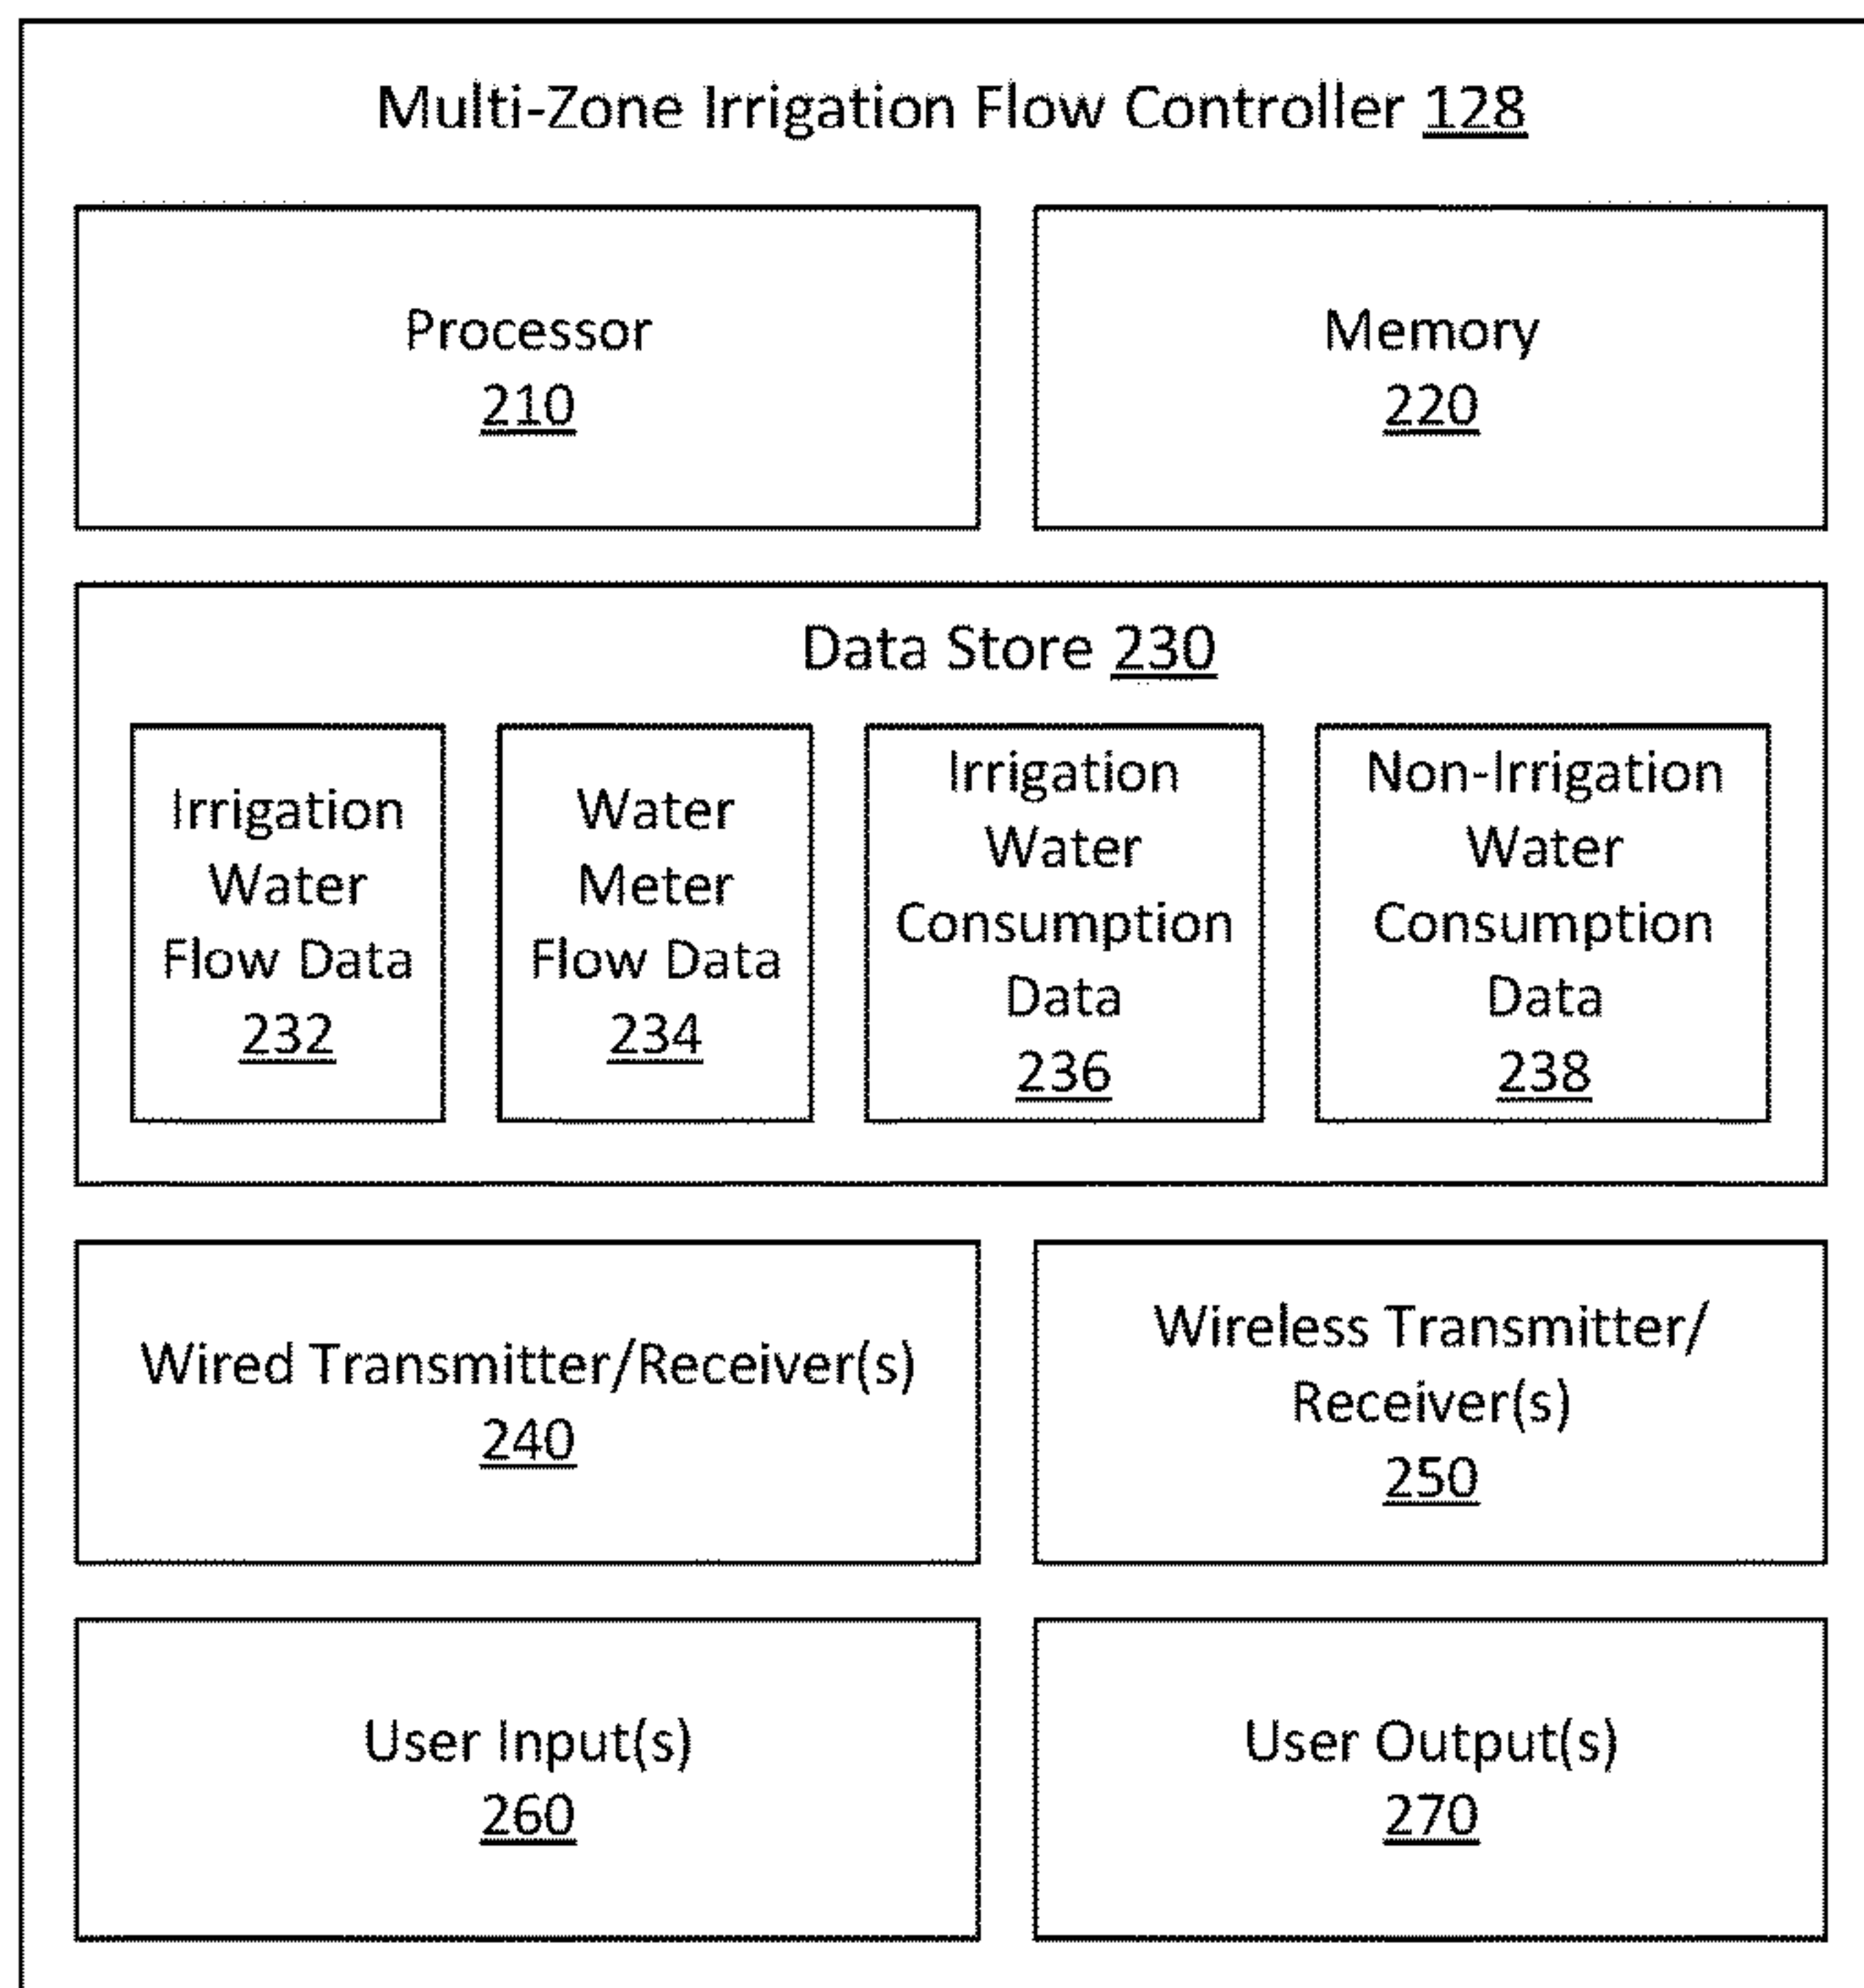 Multi-Zone Irrigation Flow Controller 128
Processor
210
Memory
220
Data Store 230
Irrigation
Water
Flow Data
232
Water
Meter
Flow Data
234
Irrigation
Water
Consumption
Data
236
Non-Irrigation
Water
Consumption
Data
238
Wired Transmitter/Receiver(s)
240
Wireless Transmitter/
Receiver(s)
250
User Input(s)
260
User Output(s)
270